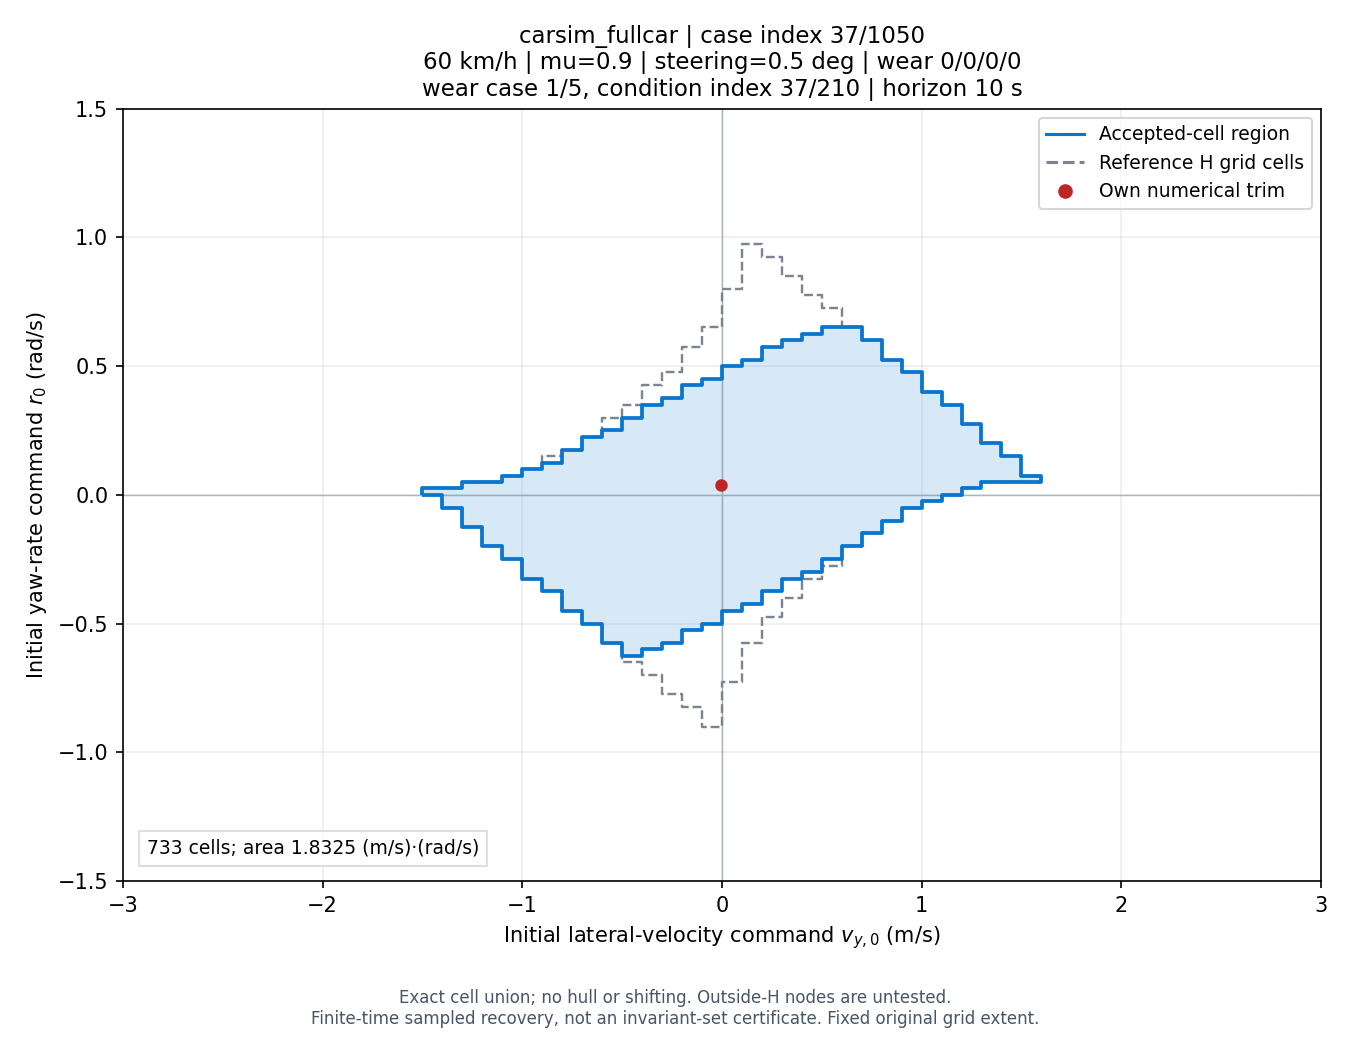 carsim_fullcar | case index 37/1050
60 km/h | mu=0.9 | steering=0.5 deg | wear 0/0/0/0
wear case 1/5, condition index 37/210 | horizon 10 s
Accepted-cell region
Reference H grid cells
Own numerical trim
1.5
1.0
0.5
0.0
−0.5
−1.0
−1.5
Initial yaw-rate command r0 (rad/s)
733 cells; area 1.8325 (m/s)·(rad/s)
−3
−2
−1
0
1
2
3
Initial lateral-velocity command vy,0 (m/s)
Exact cell union; no hull or shifting. Outside-H nodes are untested.
Finite-time sampled recovery, not an invariant-set certificate. Fixed original grid extent.